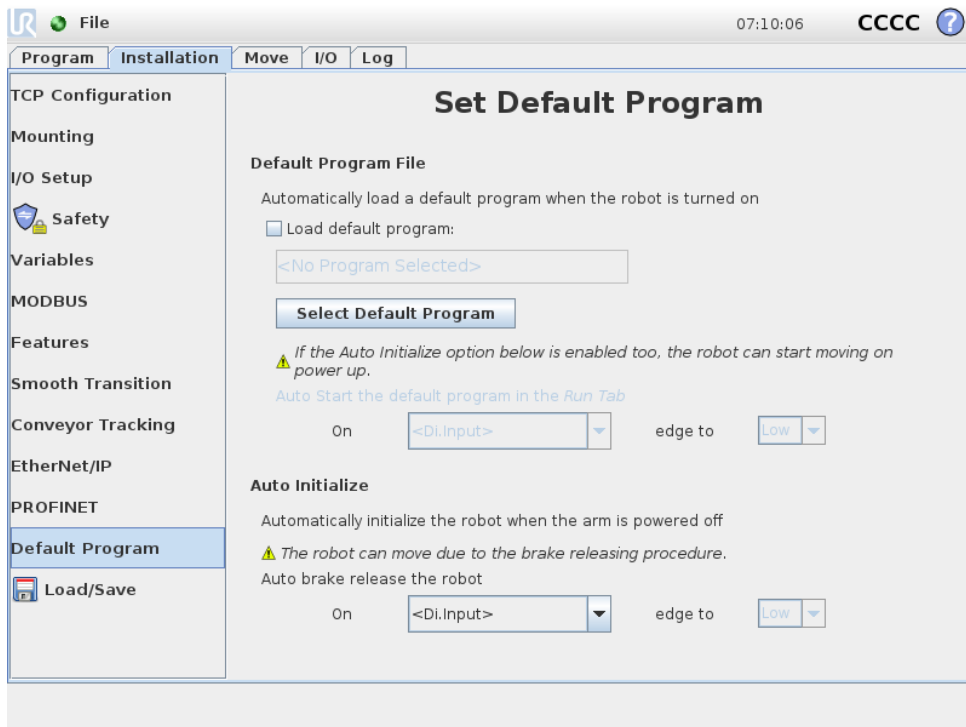 UR File 07:10:06 CCCC ?
Program Installation Move I/O Log
TCP Configuration
Mounting
I/O Setup
Safety
Variables
MODBUS
Features
Smooth Transition
Conveyor Tracking
EtherNet/IP
PROFINET
Default Program
Load/Save
Set Default Program
Default Program File
Automatically load a default program when the robot is turned on
Load default program:
<No Program Selected>
Select Default Program
If the Auto Initialize option below is enabled too, the robot can start moving on
power up.
Auto Start the default program in the Run Tab
On <Di.Input> edge to Low
Auto Initialize
Automatically initialize the robot when the arm is powered off
The robot can move due to the brake releasing procedure.
Auto brake release the robot
On <Di.Input> edge to Low